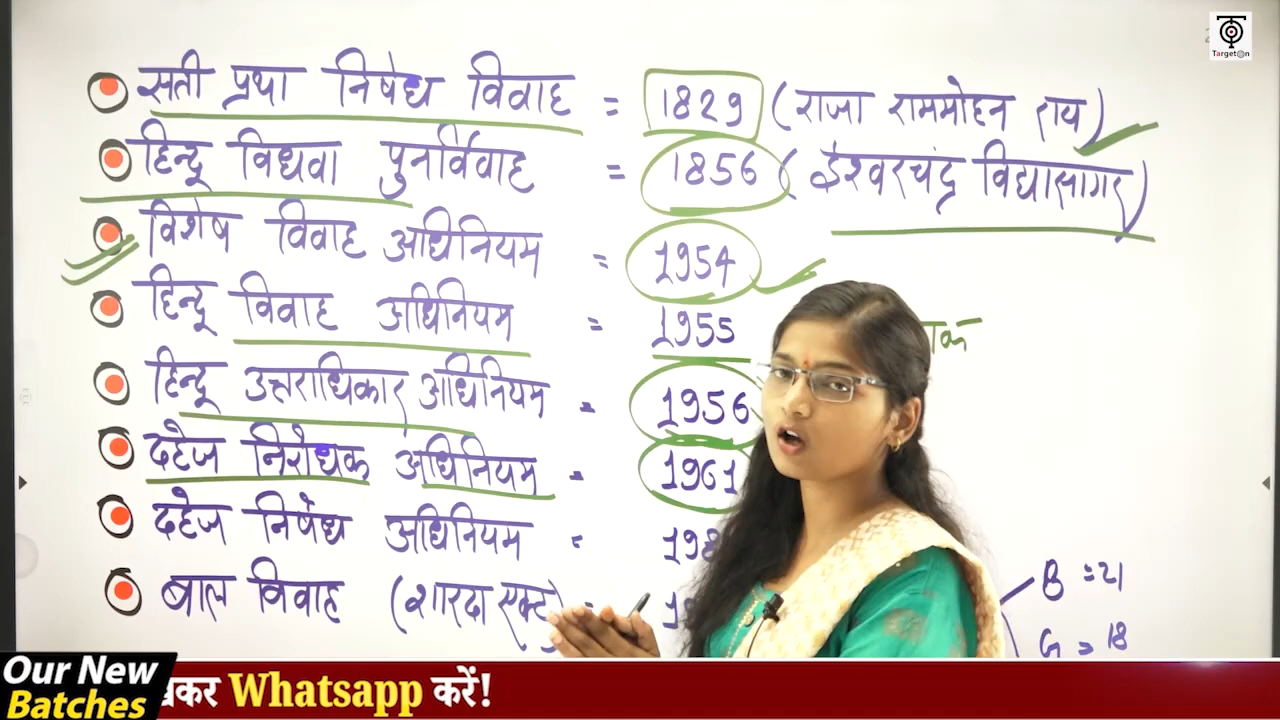 TargetOn
सती प्रथा निषेध विवाह = 1829 (राजा राममोहन राय)
हिन्दू विधवा पुनर्विवाह = 1856 (ईश्वरचंद्र विद्यासागर)
विशेष विवाह अधिनियम = 1954
हिन्दू विवाह अधिनियम = 1955
हिन्दू उत्तराधिकार अधिनियम = 1956
दहेज निरोधक अधिनियम = 1961
दहेज निषेध अधिनियम =
बाल विवाह (शारदा एक्ट) =
B = 21
G = 18
Our New
Batches
Whatsapp करें!